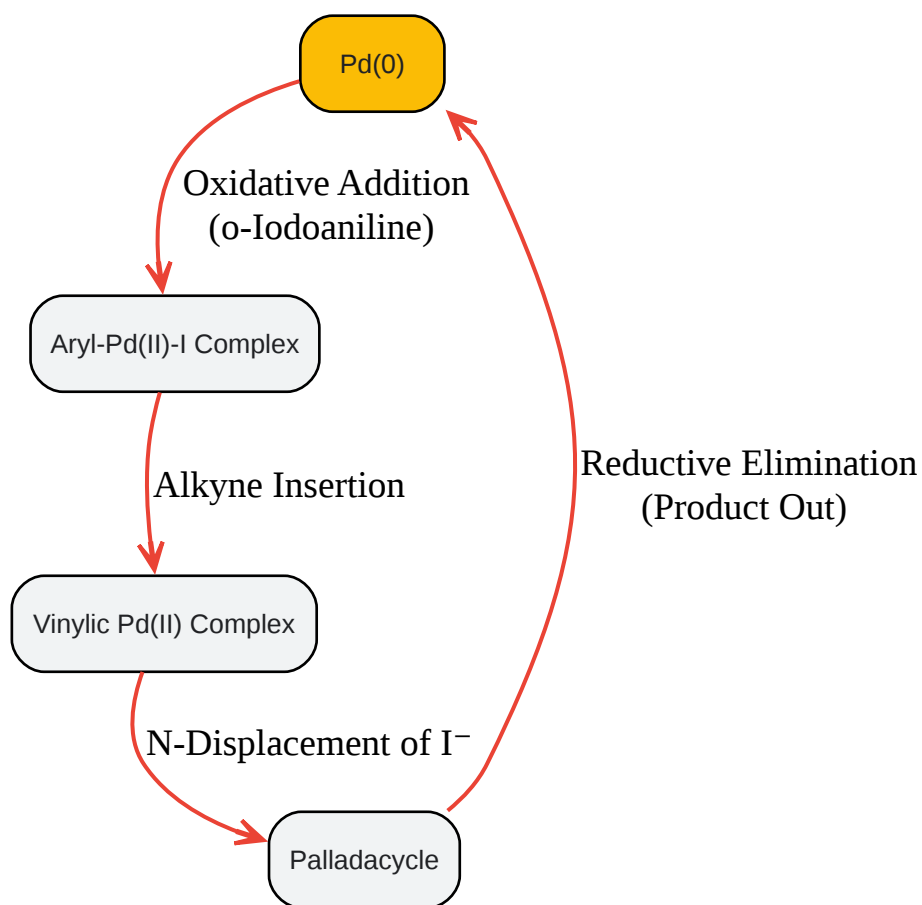 Pd(0)
Oxidative Addition
(o-Iodoaniline)
Aryl-Pd(II)-I Complex
Alkyne Insertion
Reductive Elimination
(Product Out)
Vinylic Pd(II) Complex
N-Displacement of I⁻
Palladacycle